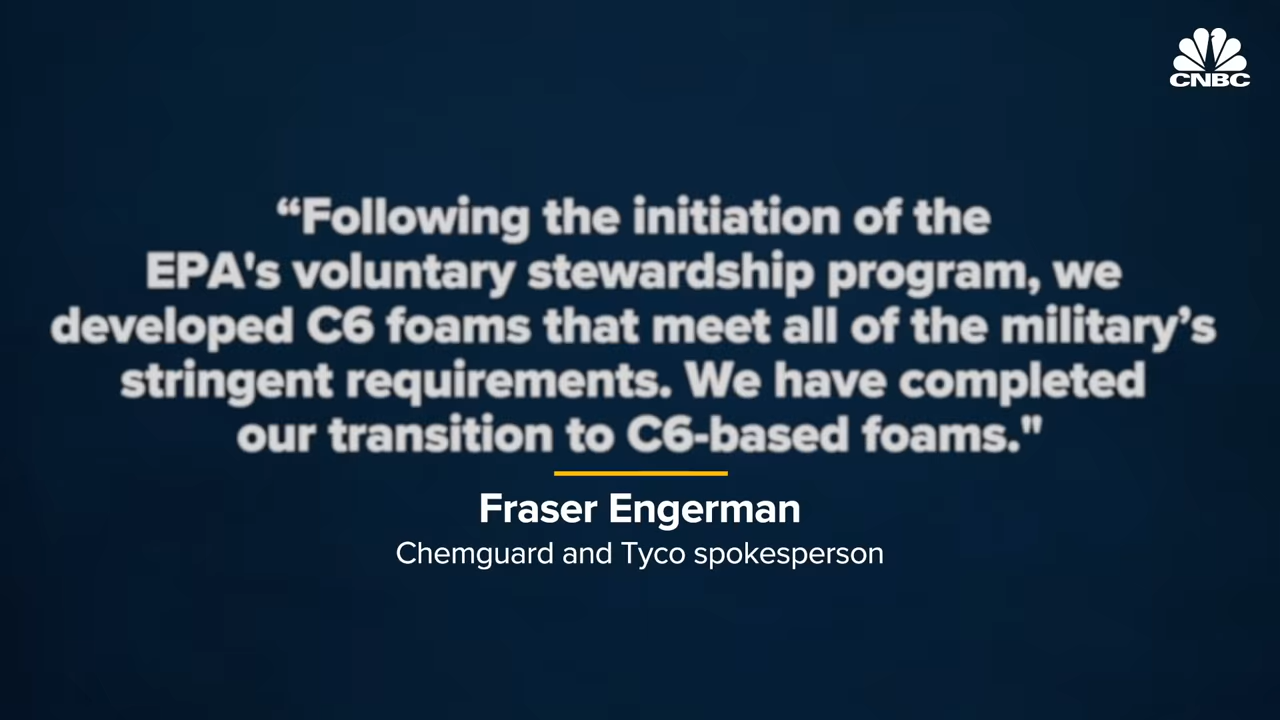 CNBC
“Following the initiation of the
EPA's voluntary stewardship program, we
developed C6 foams that meet all of the military’s
stringent requirements. We have completed
our transition to C6-based foams."
Fraser Engerman
Chemguard and Tyco spokesperson